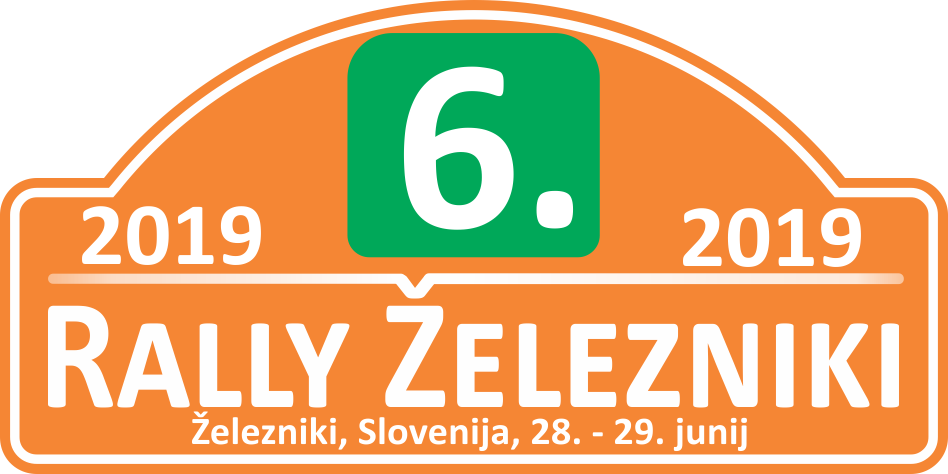 6.
2019 2019
RALLY ŽELEZNIKI
Železniki, Slovenija, 28. - 29. junij